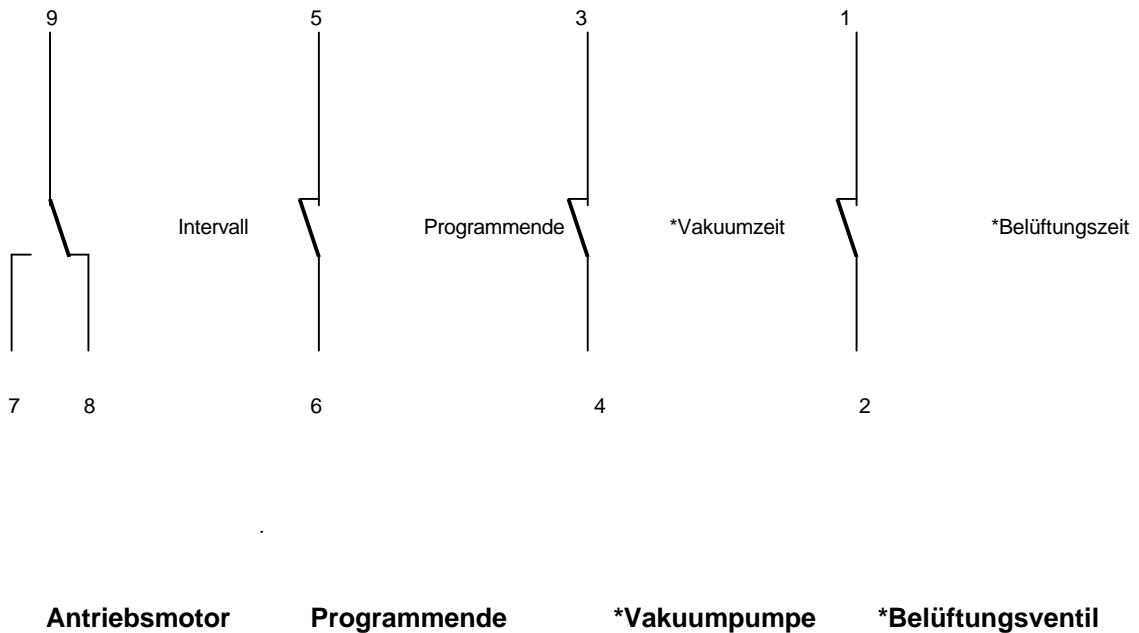 9 5 3 1
Intervall Programmende *Vakuumzeit *Belüftungszeit
7 8 6 4 2
.
Antriebsmotor Programmende *Vakuumpumpe *Belüftungsventil